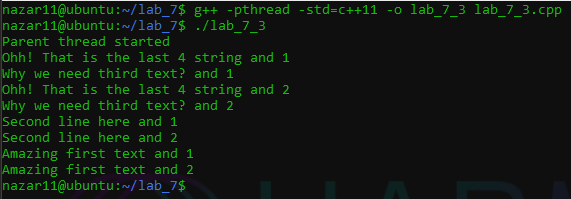 nazar11@ubuntu:~/lab_7$ g++ -pthread -std=c++11 -o lab_7_3 lab_7_3.cpp
nazar11@ubuntu:~/lab_7$ ./lab_7_3
Parent thread started
Ohh! That is the last 4 string and 1
Why we need third text? and 1
Ohh! That is the last 4 string and 2
Why we need third text? and 2
Second line here and 1
Second line here and 2
Amazing first text and 1
Amazing first text and 2
nazar11@ubuntu:~/lab_7$